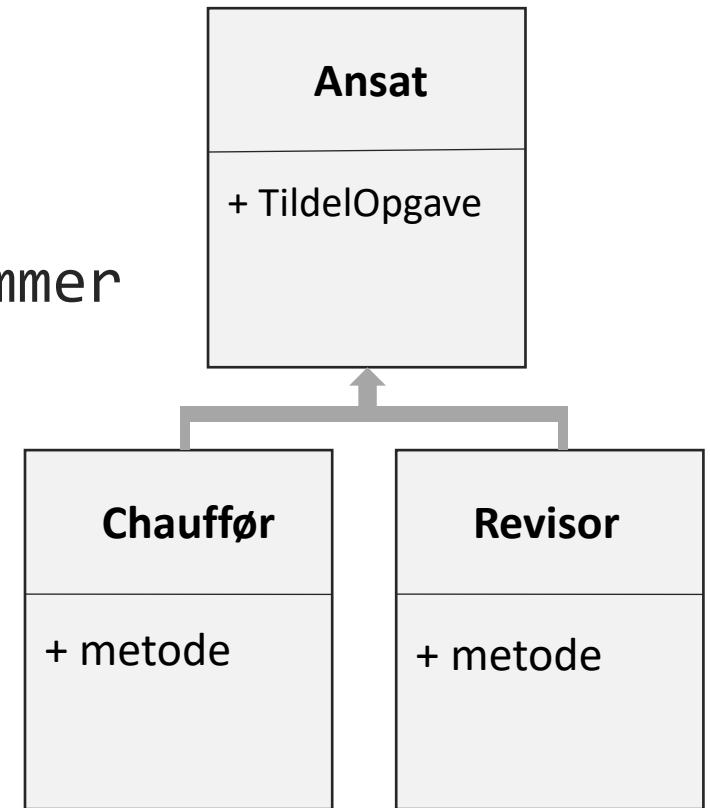 Ansat
+ TildelOpgave
mmer
Chauffør
Revisor
+ metode
+ metode